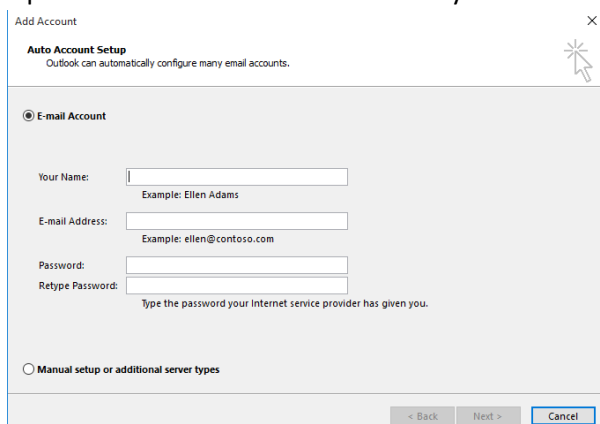 Add Account
Auto Account Setup
Outlook can automatically configure many email accounts.
E-mail Account
Your Name:
Example: Ellen Adams
E-mail Address:
Example: ellen@contoso.com
Password:
Retype Password:
Type the password your Internet service provider has given you.
Manual setup or additional server types
< Back Next > Cancel